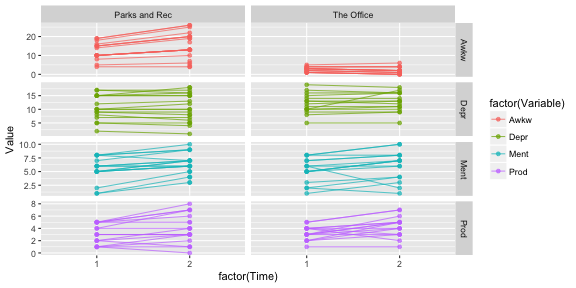 Parks and Rec
The Office
20
10
0
Awkw
15
10
5
Depr
10.0
7.5
5.0
2.5
Ment
8
6
4
2
0
Prod
1
2
1
2
Value
factor(Time)
factor(Variable)
Awkw
Depr
Ment
Prod